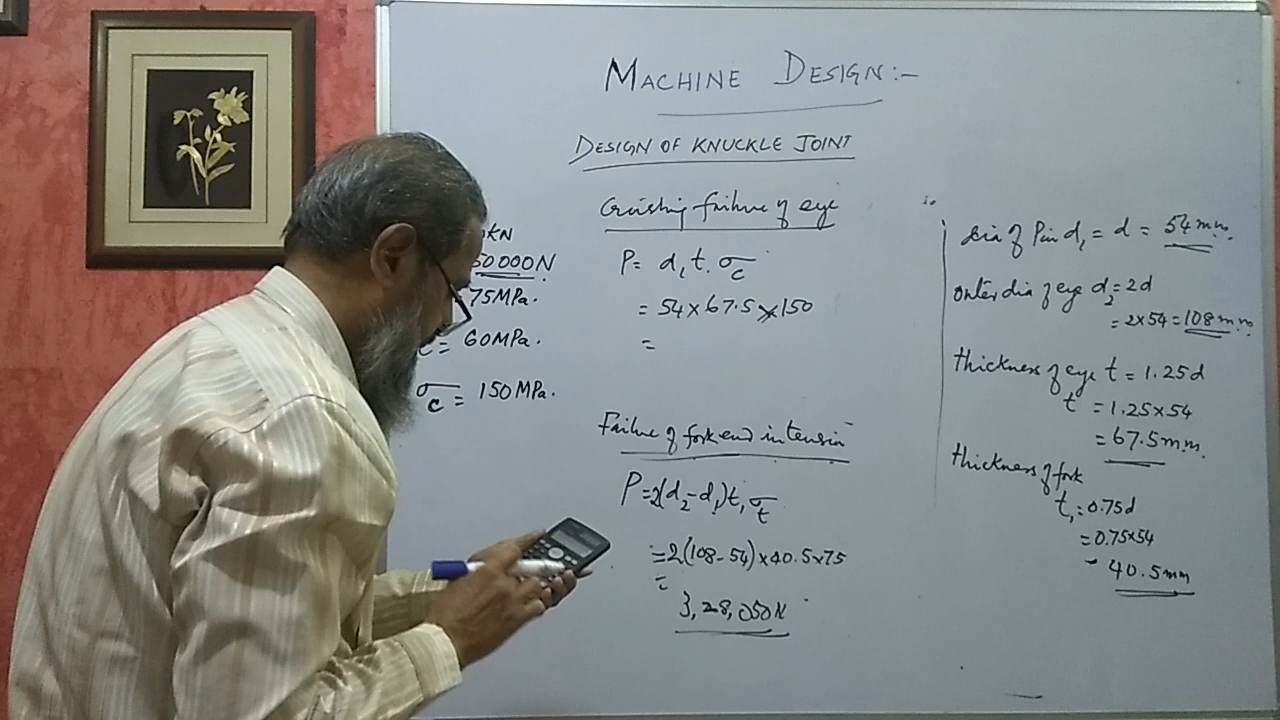 MACHINE DESIGN:-
DESIGN OF KNUCKLE JOINT
KN
50000N
75MPa.
= 60MPa.
σc = 150MPa.
Crushing failure of eye
P = d₁ t. σc
= 54 × 67.5 × 150
=
Failure of fork end in tension
P = 2(d₂-d₁)t₁ σt
= 2(108-54)×40.5×75
=
3,28,050N
dia of Pin d₁ = d = 54mm.
outer dia of eye d₂ = 2d
= 2×54 = 108mm
thickness of eye t = 1.25d
t = 1.25×54
= 67.5mm.
thickness of fork
t₁ = 0.75d
= 0.75×54
- 40.5mm